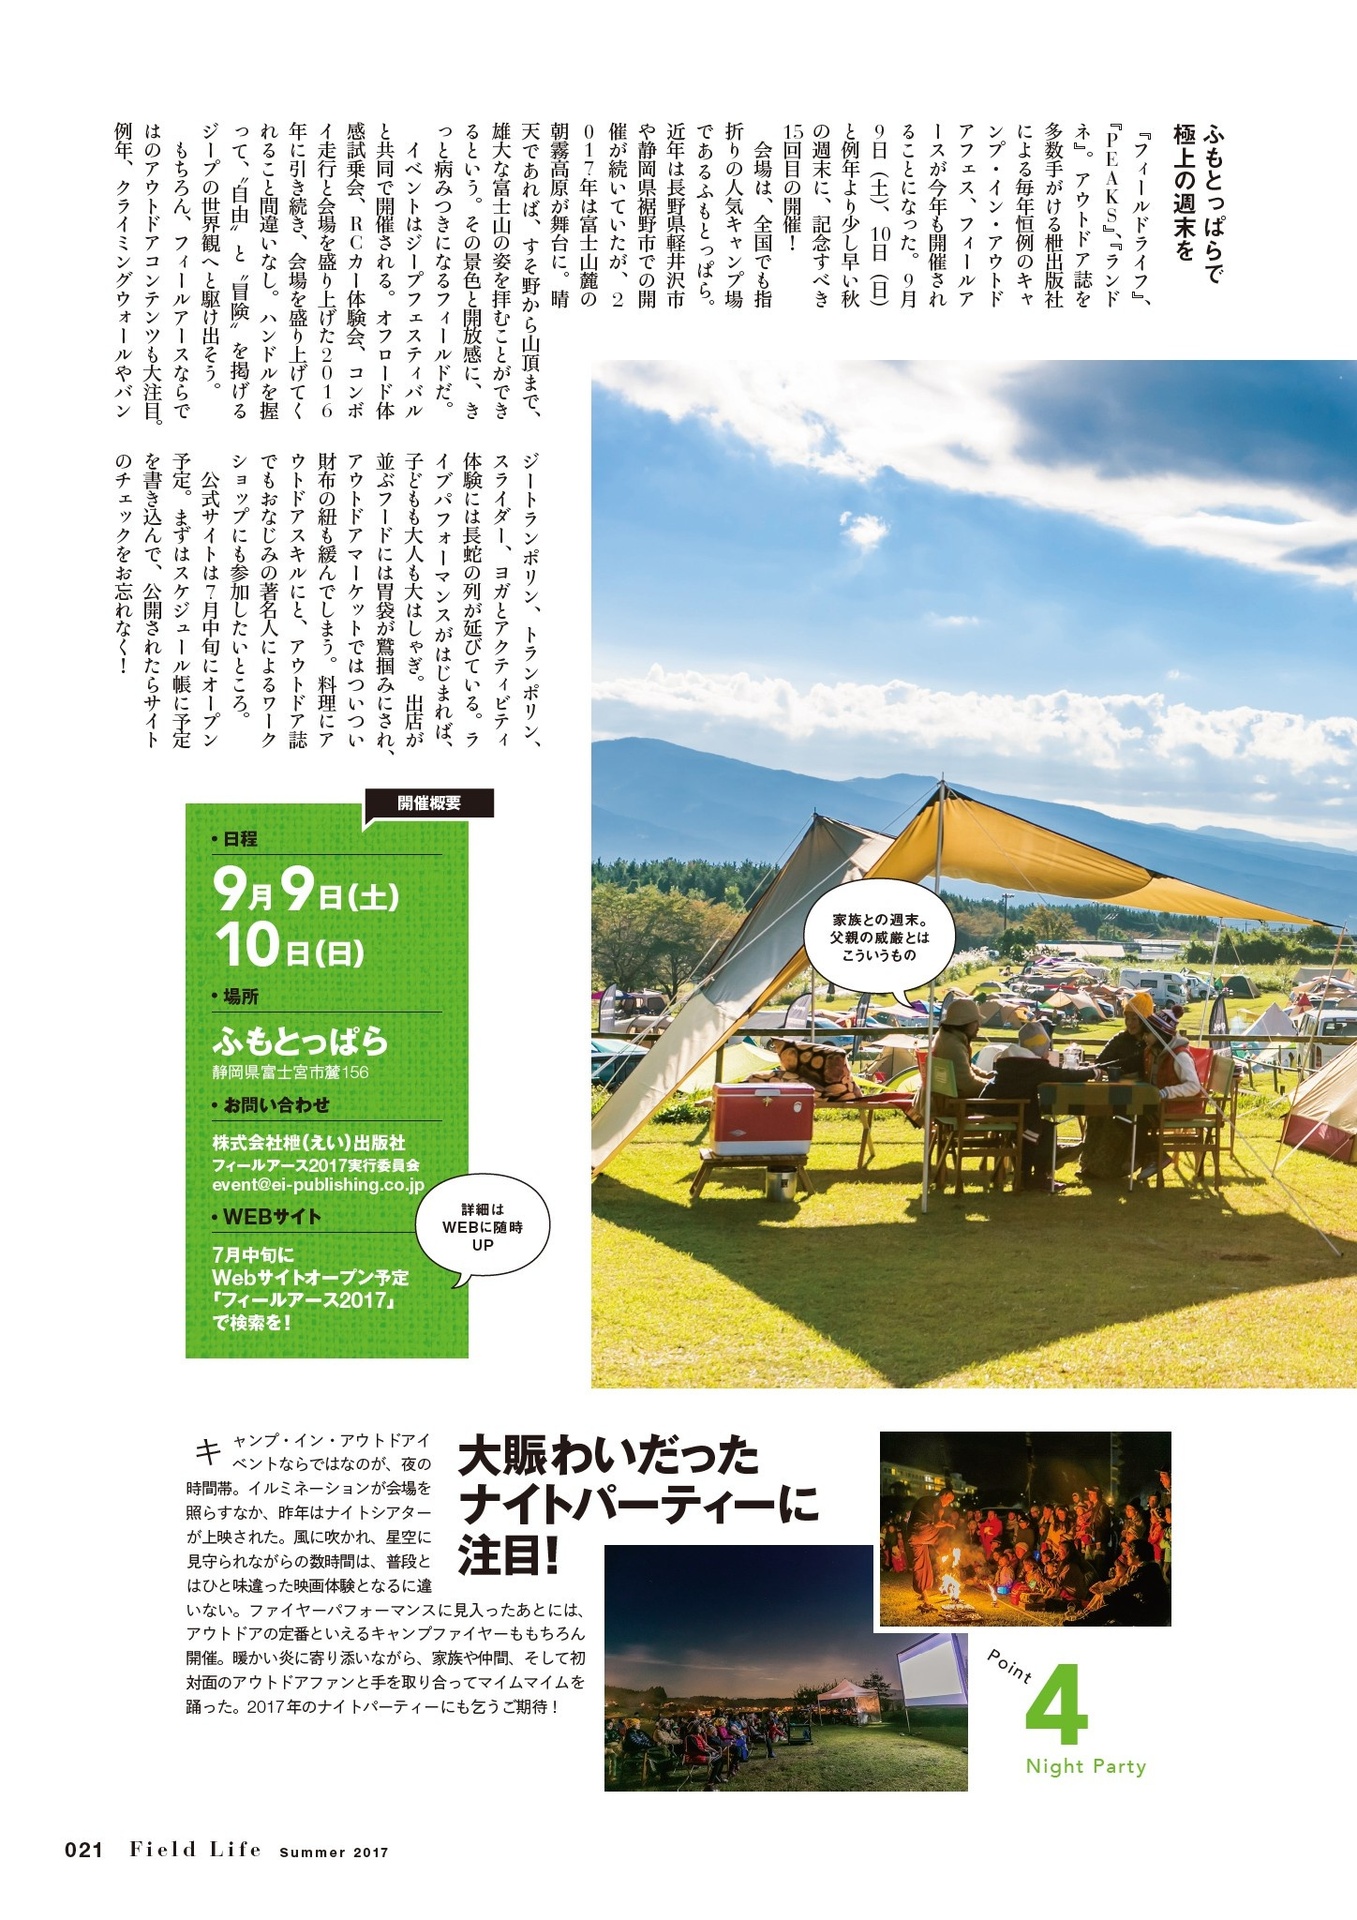 ふもとっぱらで
極上の週末を
『フィールドライフ』、
『PEAKS』、『ランド
ネ』。アウトドア誌を
多数手がける枻出版社
による毎年恒例のキャ
ンプ・イン・アウトド
アフェス、フィールア
ースが今年も開催され
ることになった。9月
9日（土）、10日（日）
と例年より少し早い秋
の週末に、記念すべき
15回目の開催！
会場は、全国でも指
折りの人気キャンプ場
であるふもとっぱら。
近年は長野県軽井沢市
や静岡県裾野市での開
催が続いていたが、2
017年は富士山麓の
朝霧高原が舞台に。晴
天であれば、すそ野から山頂まで、
雄大な富士山の姿を拝むことができ
るという。その景色と開放感に、き
っと病みつきになるフィールドだ。
イベントはジープフェスティバル
と共同で開催される。オフロード体
感試乗会、RCカー体験会、コンボ
イ走行と会場を盛り上げた2016
年に引き続き、会場を盛り上げてく
れること間違いなし。ハンドルを握
って、〝自由〟と〝冒険〟を掲げる
ジープの世界観へと駆け出そう。
もちろん、フィールアースならで
はのアウトドアコンテンツも大注目。
例年、クライミングウォールやバン
ジートランポリン、トランポリン、
スライダー、ヨガとアクティビティ
体験には長蛇の列が延びている。ラ
イブパフォーマンスがはじまれば、
子どもも大人も大はしゃぎ。出店が
並ぶフードには胃袋が鷲掴みにされ、
アウトドアマーケットではついつい
財布の紐も緩んでしまう。料理にア
ウトドアスキルにと、アウトドア誌
でもおなじみの著名人によるワーク
ショップにも参加したいところ。
公式サイトは7月中旬にオープン
予定。まずはスケジュール帳に予定
を書き込んで、公開されたらサイト
のチェックをお忘れなく！
家族との週末。
父親の威厳とは
こういうもの
開催概要
・日程
9月9日(土)
10日(日)
・場所
ふもとっぱら
静岡県富士宮市麓156
・お問い合わせ
株式会社枻(えい)出版社
フィールアース2017実行委員会
event@ei-publishing.co.jp
・WEBサイト
7月中旬に
Webサイトオープン予定
「フィールアース2017」
で検索を！
詳細は
WEBに随時
UP
大賑わいだった
ナイトパーティーに
注目！
キャンプ・イン・アウトドアイ
ベントならではなのが、夜の
時間帯。イルミネーションが会場を
照らすなか、昨年はナイトシアター
が上映された。風に吹かれ、星空に
見守られながらの数時間は、普段と
はひと味違った映画体験となるに違
いない。ファイヤーパフォーマンスに見入ったあとには、
アウトドアの定番といえるキャンプファイヤーももちろん
開催。暖かい炎に寄り添いながら、家族や仲間、そして初
対面のアウトドアファンと手を取り合ってマイムマイムを
踊った。2017年のナイトパーティーにも乞うご期待！
Point
4
Night Party
021 Field Life Summer 2017